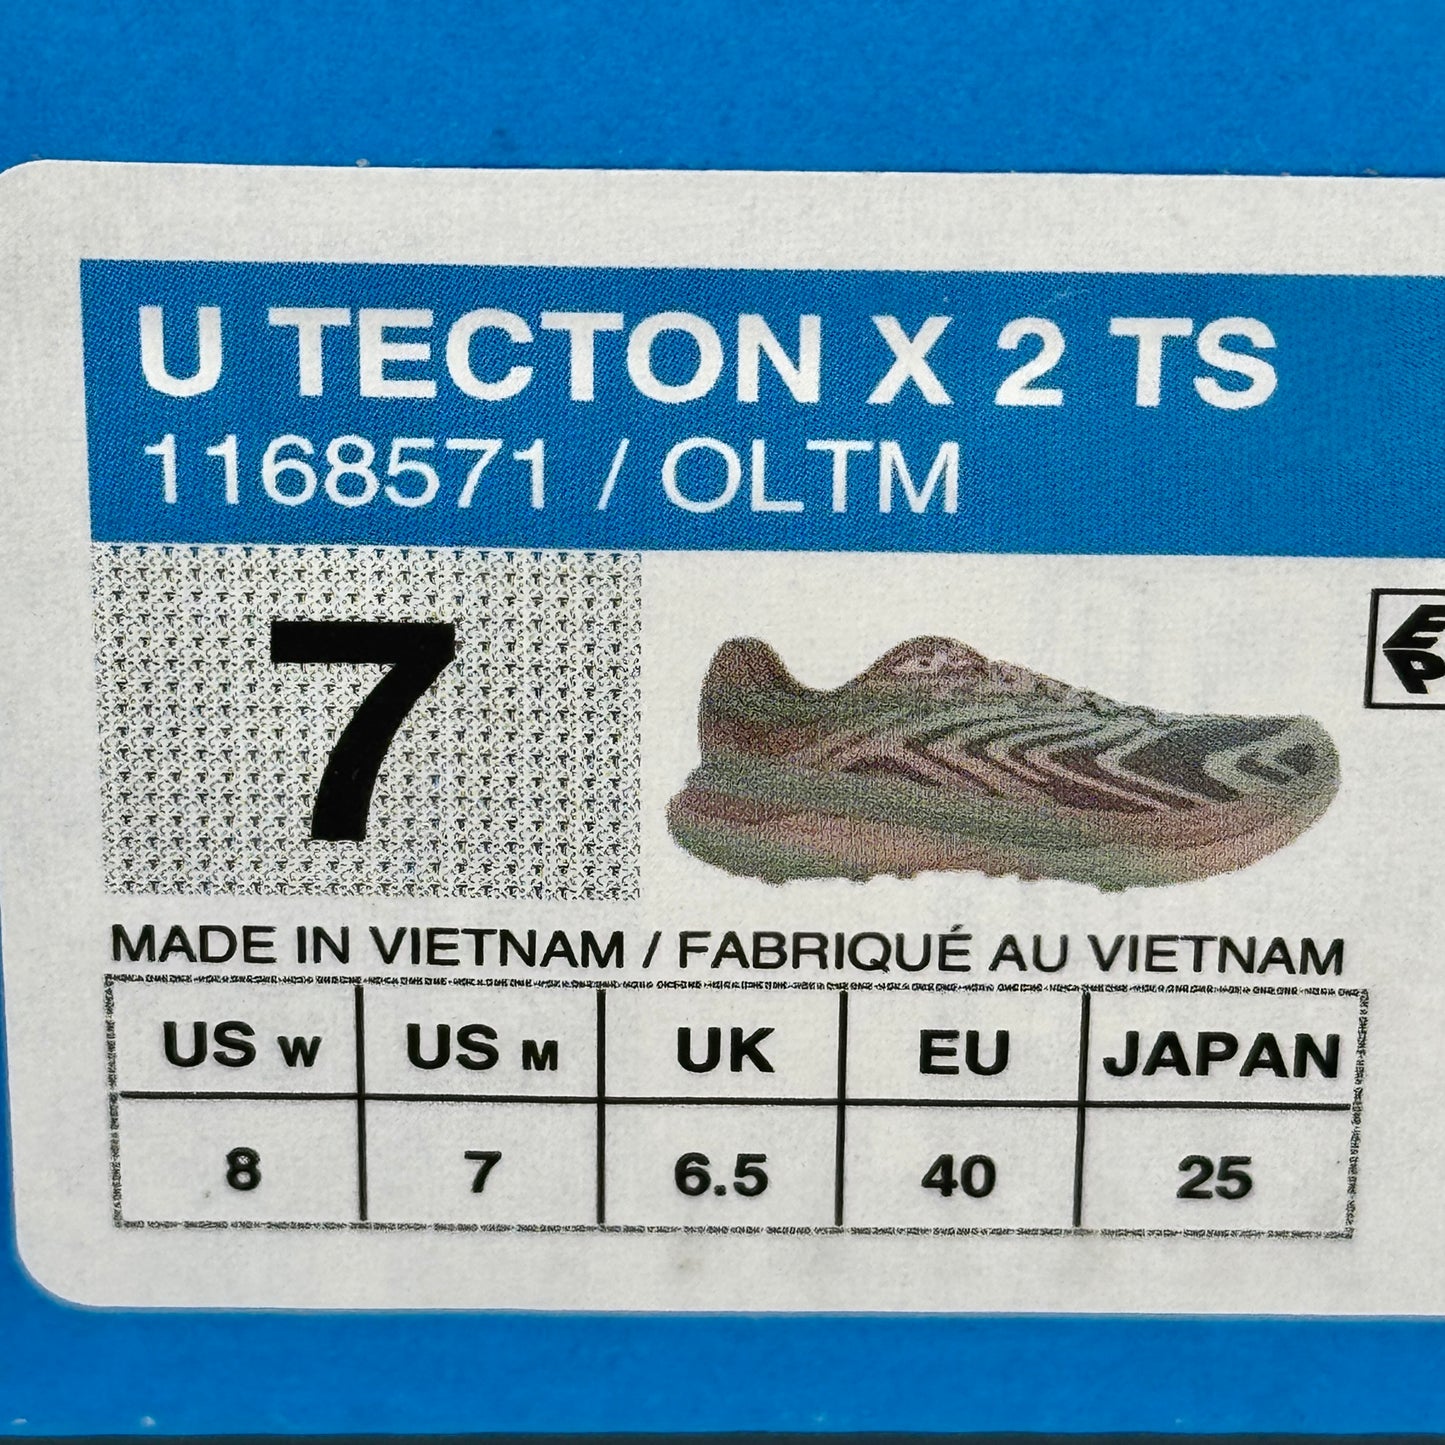 U TECTON X 2 TS
1168571 / OLTM
7
MADE IN VIETNAM / FABRIQUÉ AU VIETNAM
US W US M UK EU JAPAN
8 7 6.5 40 25